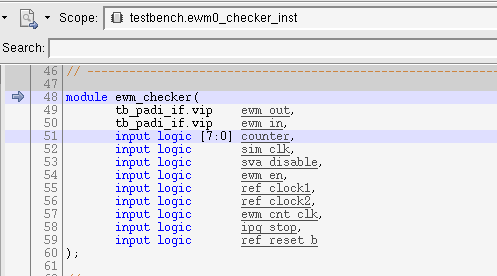 Scope: testbench.ewm0_checker_inst
Search:
46 // ------------------------------------------------------------
47
48 module ewm_checker(
49 tb_padi_if.vip ewm_out,
50 tb_padi_if.vip ewm_in,
51 input logic [7:0] counter,
52 input logic sim_clk,
53 input logic sva_disable,
54 input logic ewm_en,
55 input logic ref_clock1,
56 input logic ref_clock2,
57 input logic ewm_cnt_clk,
58 input logic ipg_stop,
59 input logic ref_reset_b
60 );
61
62 //